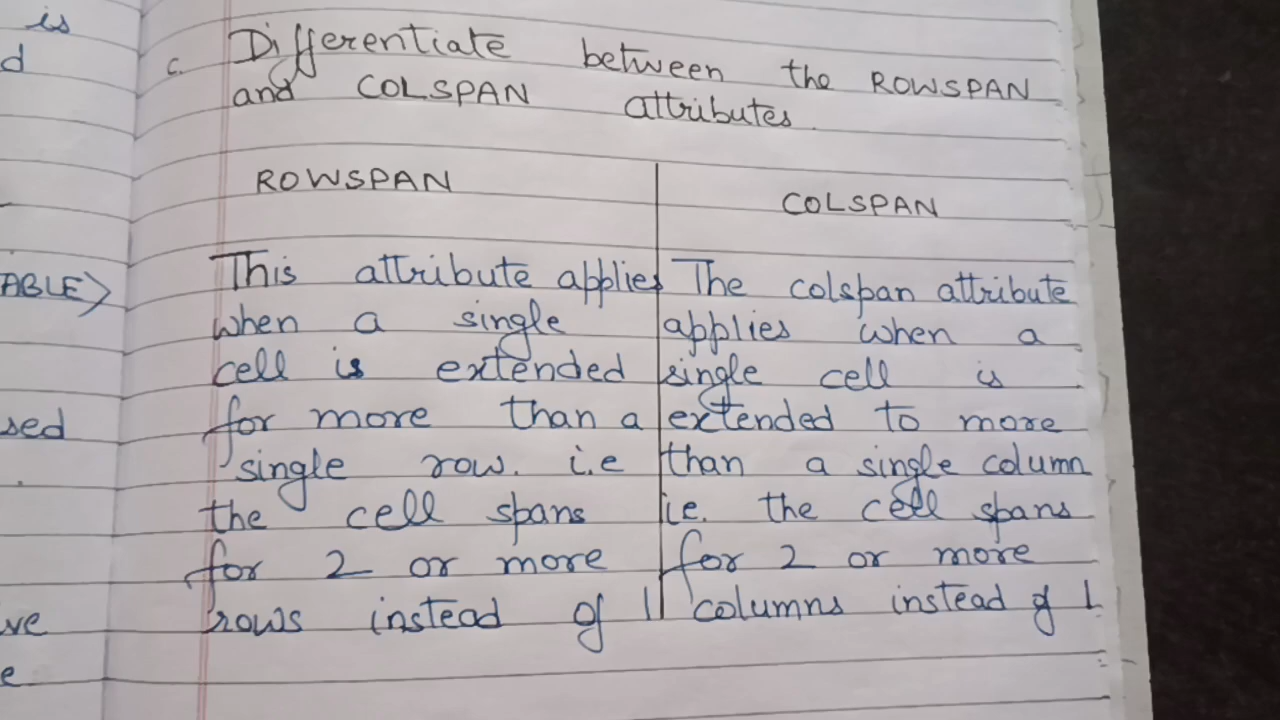 is
d
c. Differentiate between the ROWSPAN
and COLSPAN attributes.
ROWSPAN
This attribute applies
when a single
cell is extended
for more than a
single row. i.e
the cell spans
for 2 or more
rows instead of 1
COLSPAN
The colspan attribute
applies when a
single cell is
extended to more
than a single column
i.e. the cell spans
for 2 or more
columns instead of 1.
ABLE>
sed
ve
e